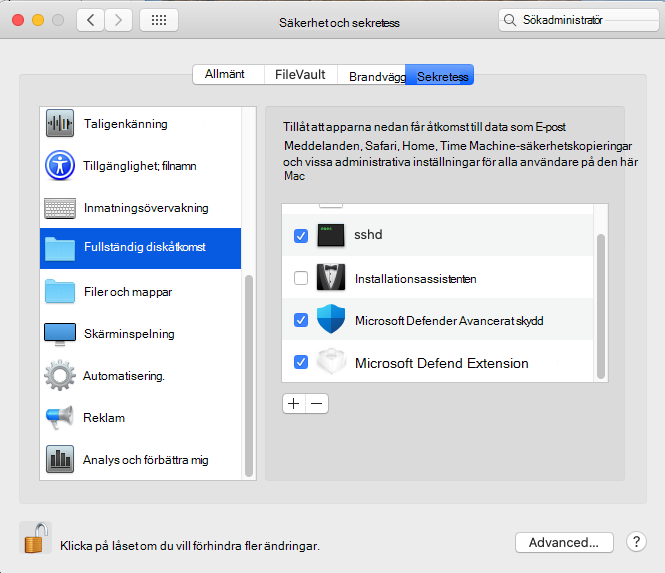 Säkerhet och sekretess
Sökadministratör
Allmänt
FileVault
Brandvägg
Sekretess
Taligenkänning
Tillgänglighet; filnamn
Inmatningsövervakning
Fullständig diskåtkomst
Filer och mappar
Skärminspelning
Automatisering.
Reklam
Analys och förbättra mig
Tillåt att apparna nedan får åtkomst till data som E-post
Meddelanden, Safari, Home, Time Machine-säkerhetskopieringar
och vissa administrativa inställningar för alla användare på den här
Mac
sshd
Installationsassistenten
Microsoft Defender Avancerat skydd
Microsoft Defend Extension
Klicka på låset om du vill förhindra fler ändringar.
Advanced...
?